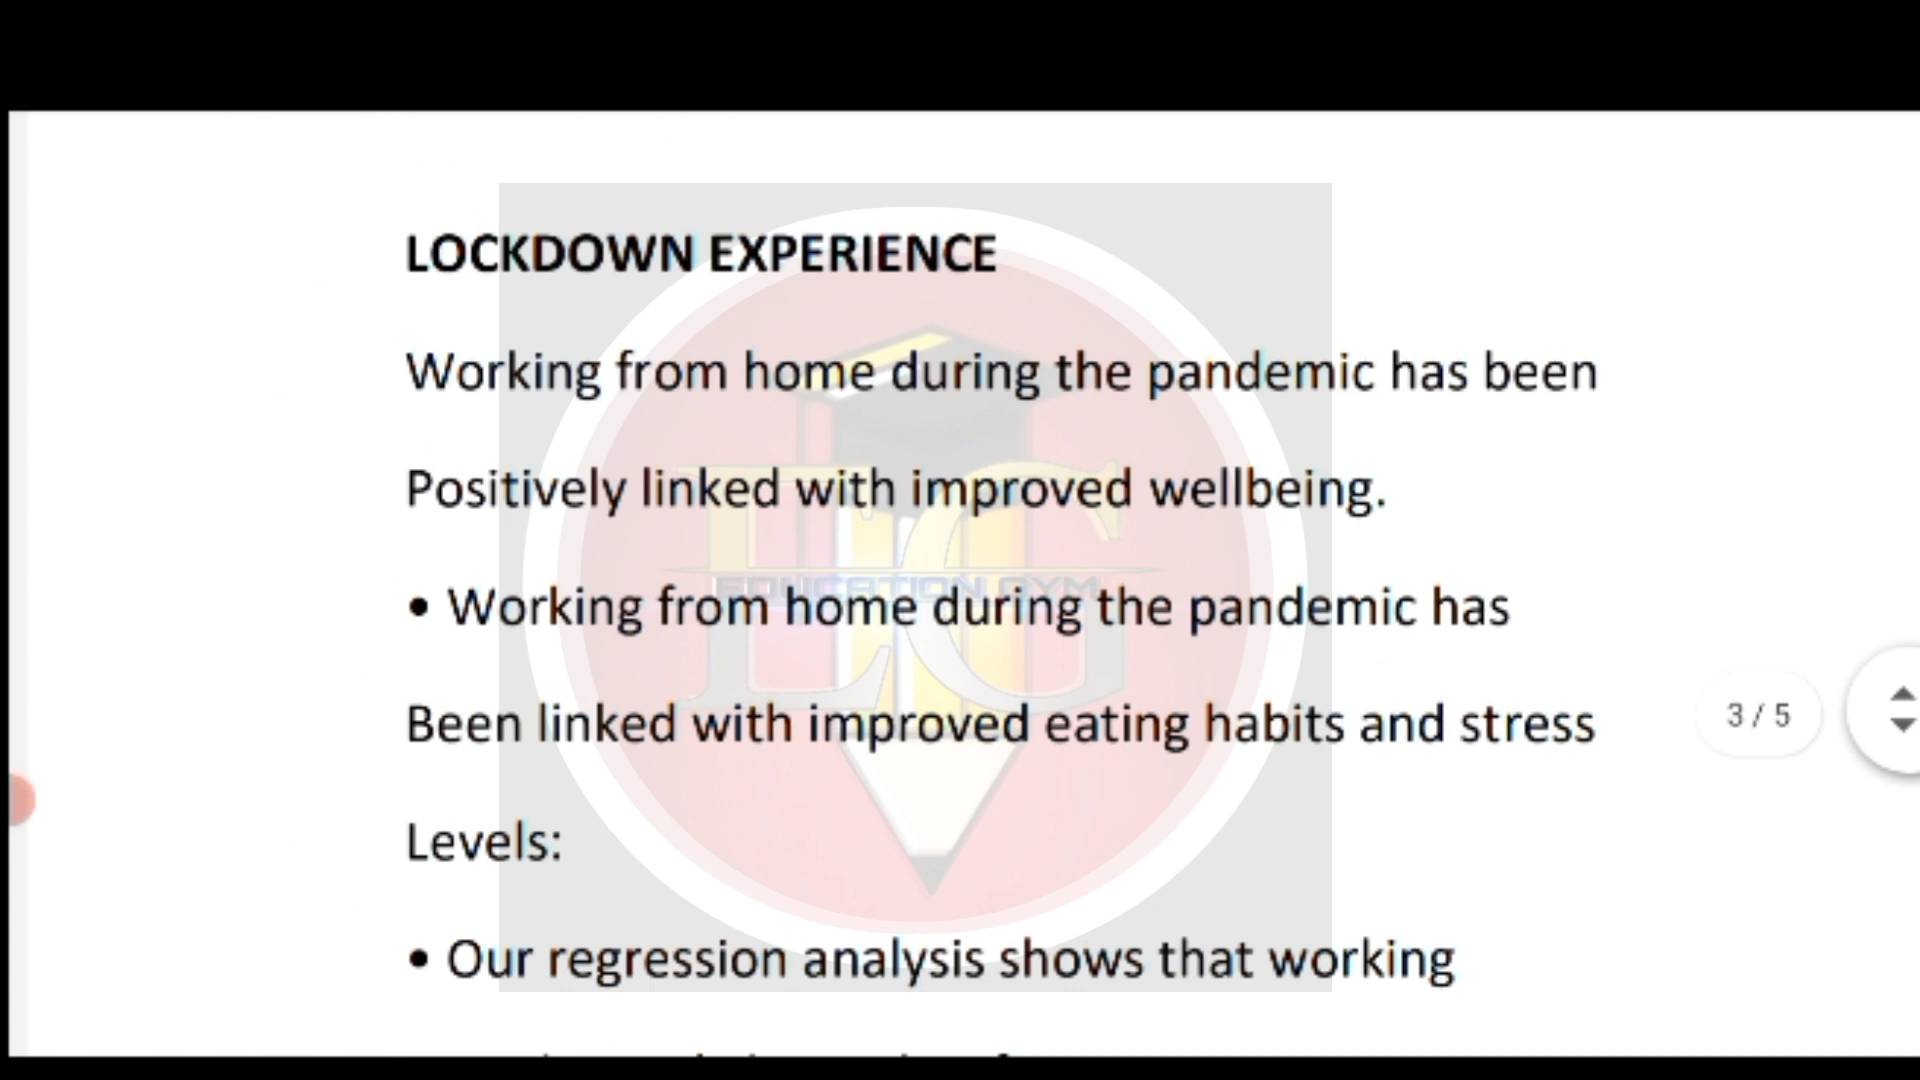 LOCKDOWN EXPERIENCE
Working from home during the pandemic has been
Positively linked with improved wellbeing.
EDUCATION GYM
• Working from home during the pandemic has
Been linked with improved eating habits and stress
3 / 5
Levels:
• Our regression analysis shows that working